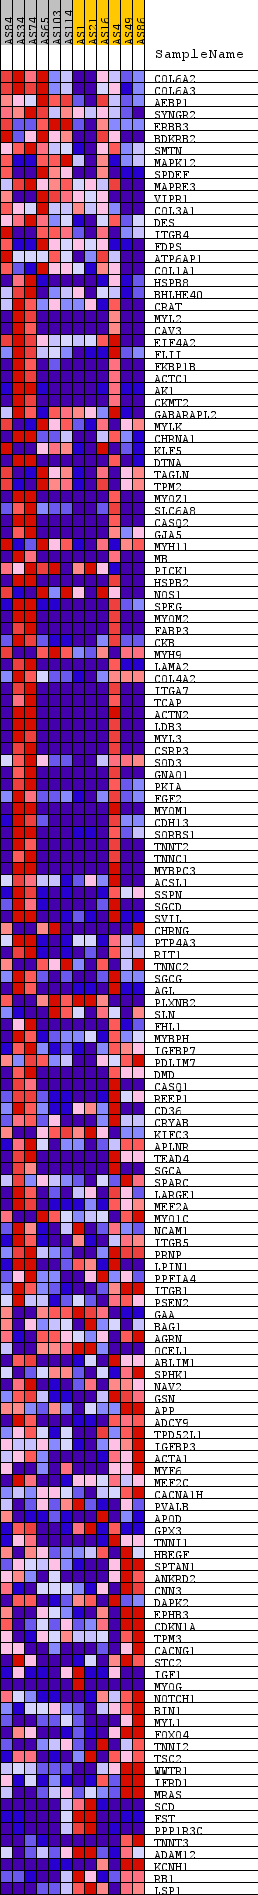 AS84 AS34 AS74 AS65 AS103 AS114 AS1 AS21 AS16 AS4 AS49 AS86
SampleName
COL6A2
COL6A3
AEBP1
SYNGR2
ERBB3
BDKRB2
SMTN
MAPK12
SPDEF
MAPRE3
VIPR1
COL3A1
DES
ITGB4
FDPS
ATP6AP1
COL1A1
HSPB8
BHLHE40
CRAT
MYL2
CAV3
EIF4A2
FLII
FKBP1B
ACTC1
AK1
CKMT2
GABARAPL2
MYLK
CHRNA1
KLF5
DTNA
TAGLN
TPM2
MYOZ1
SLC6A8
CASQ2
GJA5
MYH11
MB
PICK1
HSPB2
NOS1
SPEG
MYOM2
FABP3
CKB
MYH9
LAMA2
COL4A2
ITGA7
TCAP
ACTN2
LDB3
MYL3
CSRP3
SOD3
GNAO1
PKIA
FGF2
MYOM1
CDH13
SORBS1
TNNT2
TNNC1
MYBPC3
ACSL1
SSPN
SGCD
SVIL
CHRNG
PTP4A3
RIT1
TNNC2
SGCG
AGL
PLXNB2
SLN
FHL1
MYBPH
IGFBP7
PDLIM7
DMD
CASQ1
REEP1
CD36
CRYAB
KIFC3
APLNR
TEAD4
SGCA
SPARC
LARGE1
MEF2A
MYO1C
NCAM1
ITGB5
PRNP
LPIN1
PPFIA4
ITGB1
PSEN2
GAA
BAG1
AGRN
OCEL1
ABLIM1
SPHK1
NAV2
GSN
APP
ADCY9
TPD52L1
IGFBP3
ACTA1
MYF6
MEF2C
CACNA1H
PVALB
APOD
GPX3
TNNI1
HBEGF
SPTAN1
ANKRD2
CNN3
DAPK2
EPHB3
CDKN1A
TPM3
CACNG1
STC2
IGF1
MYOG
NOTCH1
BIN1
MYL1
FOXO4
TNNI2
TSC2
WWTR1
IFRD1
MRAS
SCD
FST
PPP1R3C
TNNT3
ADAM12
KCNH1
RB1
LSP1